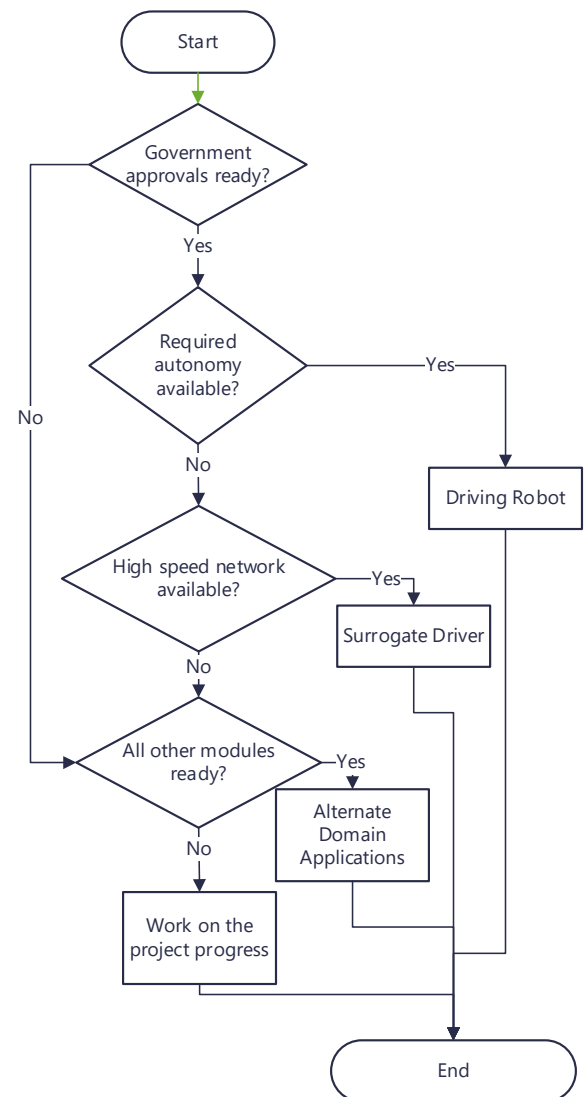 Start
Government
approvals ready?
Yes
Required
autonomy
available?
Yes
No
No
Driving Robot
High speed network
available?
Yes
Surrogate Driver
No
All other modules
ready?
Yes
Alternate
Domain
Applications
No
Work on the
project progress
End